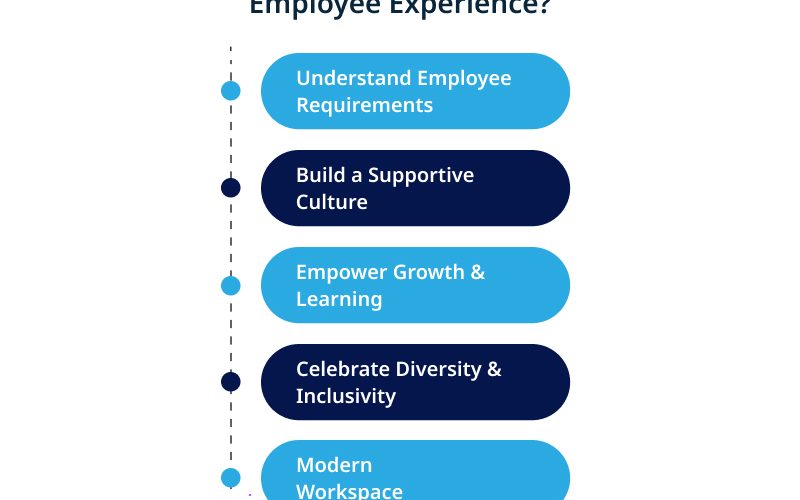 Employee Experience?
Understand Employee
Requirements
Build a Supportive
Culture
Empower Growth &
Learning
Celebrate Diversity &
Inclusivity
Modern
Workspace